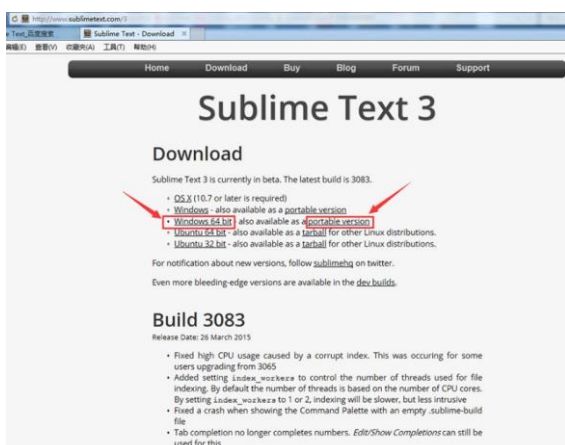 http://www.sublimetext.com/3
Text_百度搜索 Sublime Text - Download ×
编辑(E) 查看(V) 收藏夹(A) 工具(T) 帮助(H)
Home Download Buy Blog Forum Support
Sublime Text 3
Download
Sublime Text 3 is currently in beta. The latest build is 3083.
• OS X (10.7 or later is required)
• Windows - also available as a portable version
• Windows 64 bit - also available as a portable version
• Ubuntu 64 bit - also available as a tarball for other Linux distributions.
• Ubuntu 32 bit - also available as a tarball for other Linux distributions.
For notification about new versions, follow sublimehq on twitter.
Even more bleeding-edge versions are available in the dev builds.
Build 3083
Release Date: 26 March 2015
• Fixed high CPU usage caused by a corrupt index. This was occuring for some
users upgrading from 3065
• Added setting index_workers to control the number of threads used for file
indexing. By default the number of threads is based on the number of CPU cores.
By setting index_workers to 1 or 2, indexing will be slower, but less intrusive
• Fixed a crash when showing the Command Palette with an empty .sublime-build
file
• Tab completion no longer completes numbers. Edit/Show Completions can still be
used for this